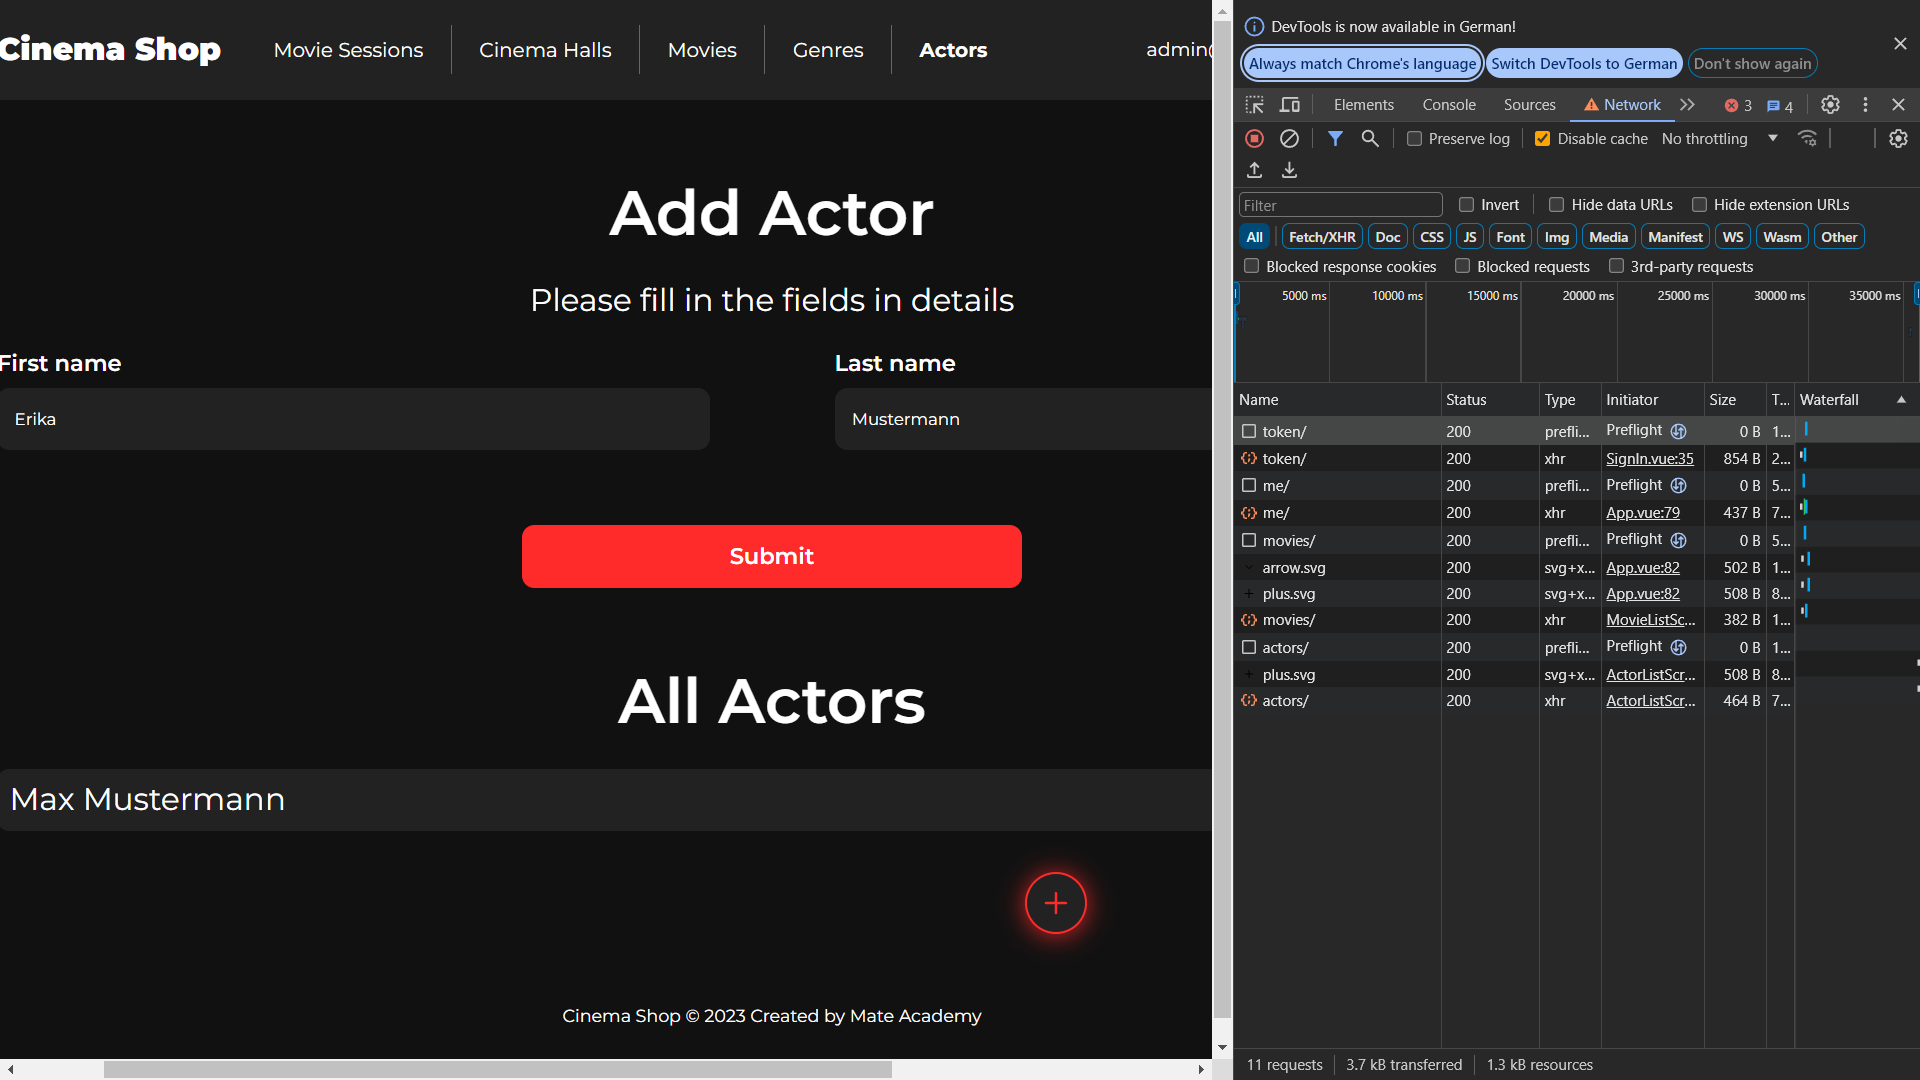 Cinema Shop
Movie Sessions
Cinema Halls
Movies
Genres
Actors
admin@
Add Actor
Please fill in the fields in details
First name
Last name
Erika
Mustermann
Submit
All Actors
Max Mustermann
Cinema Shop © 2023 Created by Mate Academy
DevTools is now available in German!
Always match Chrome's language
Switch DevTools to German
Don't show again
Elements Console Sources Network 3 4
Preserve log Disable cache No throttling
Filter Invert Hide data URLs Hide extension URLs
All Fetch/XHR Doc CSS JS Font Img Media Manifest WS Wasm Other
Blocked response cookies Blocked requests 3rd-party requests
5000 ms 10000 ms 15000 ms 20000 ms 25000 ms 30000 ms 35000 ms
Name Status Type Initiator Size T... Waterfall
token/ 200 prefli... Preflight 0 B 1...
token/ 200 xhr SignIn.vue:35 854 B 2...
me/ 200 prefli... Preflight 0 B 5...
me/ 200 xhr App.vue:79 437 B 7...
movies/ 200 prefli... Preflight 0 B 5...
arrow.svg 200 svg+x... App.vue:82 502 B 1...
plus.svg 200 svg+x... App.vue:82 508 B 8...
movies/ 200 xhr MovieListSc... 382 B 1...
actors/ 200 prefli... Preflight 0 B 1...
plus.svg 200 svg+x... ActorListScr... 508 B 8...
actors/ 200 xhr ActorListScr... 464 B 7...
11 requests 3.7 kB transferred 1.3 kB resources